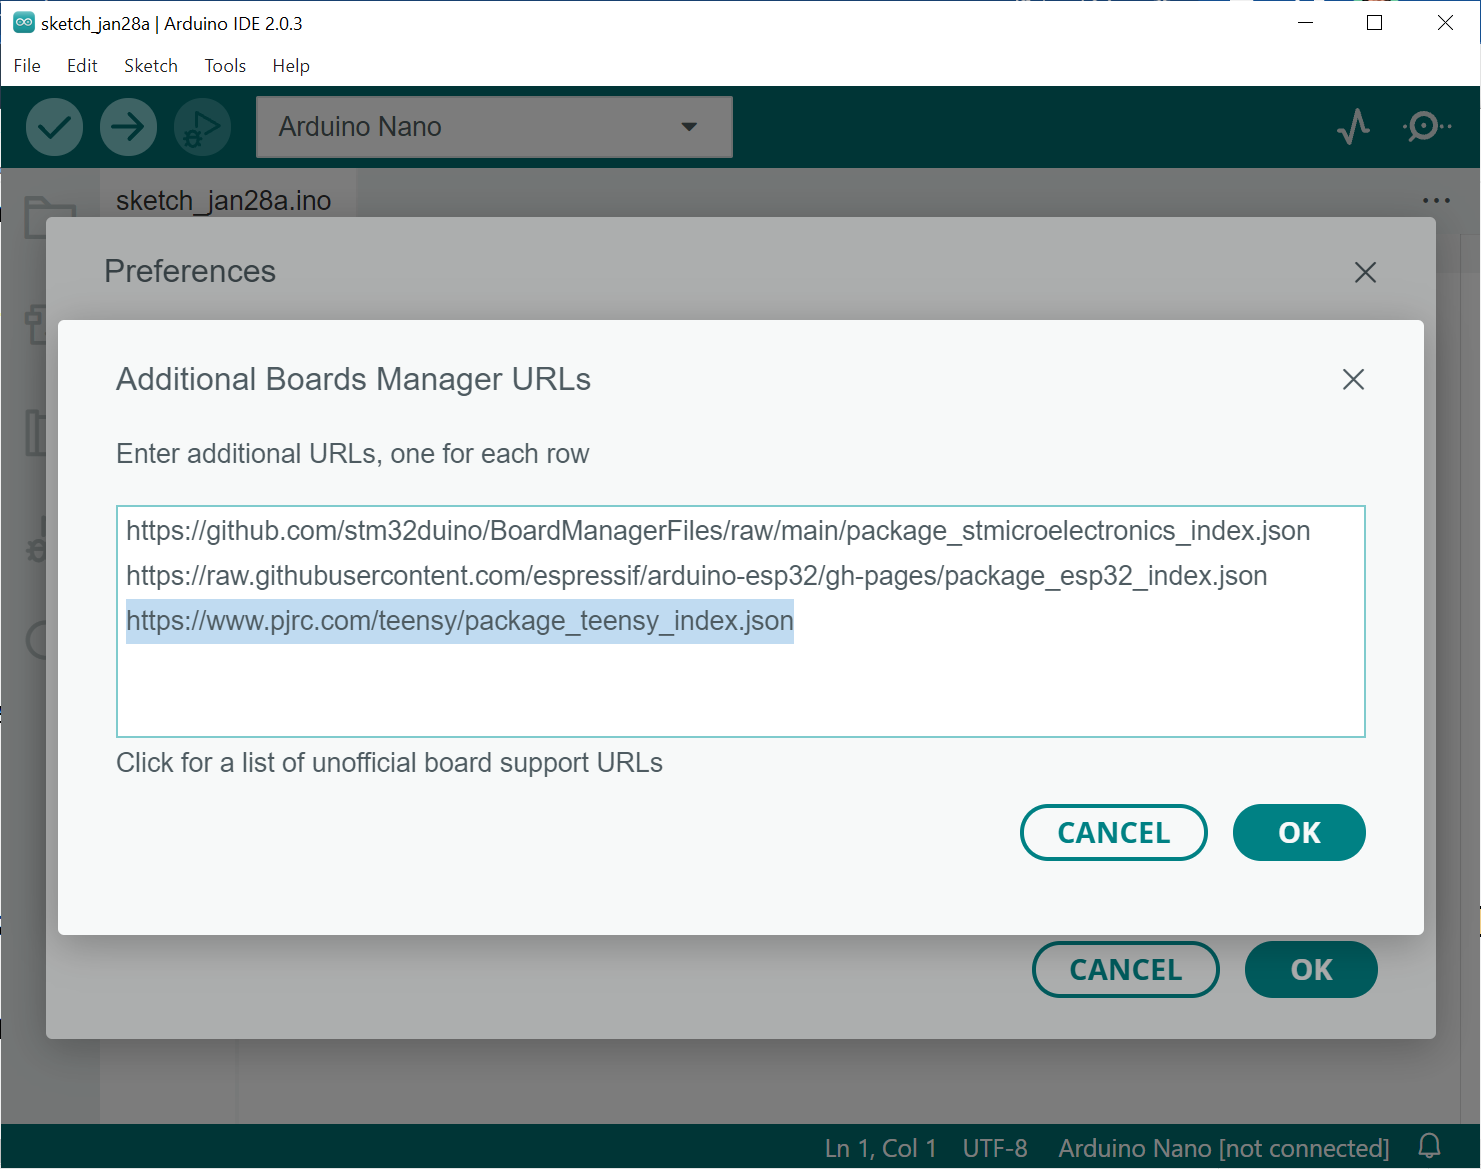 sketch_jan28a | Arduino IDE 2.0.3
File Edit Sketch Tools Help
Arduino Nano
sketch_jan28a.ino
Preferences
Additional Boards Manager URLs
Enter additional URLs, one for each row
https://github.com/stm32duino/BoardManagerFiles/raw/main/package_stmicroelectronics_index.json
https://raw.githubusercontent.com/espressif/arduino-esp32/gh-pages/package_esp32_index.json
https://www.pjrc.com/teensy/package_teensy_index.json
Click for a list of unofficial board support URLs
CANCEL OK
CANCEL OK
Ln 1, Col 1 UTF-8 Arduino Nano [not connected]